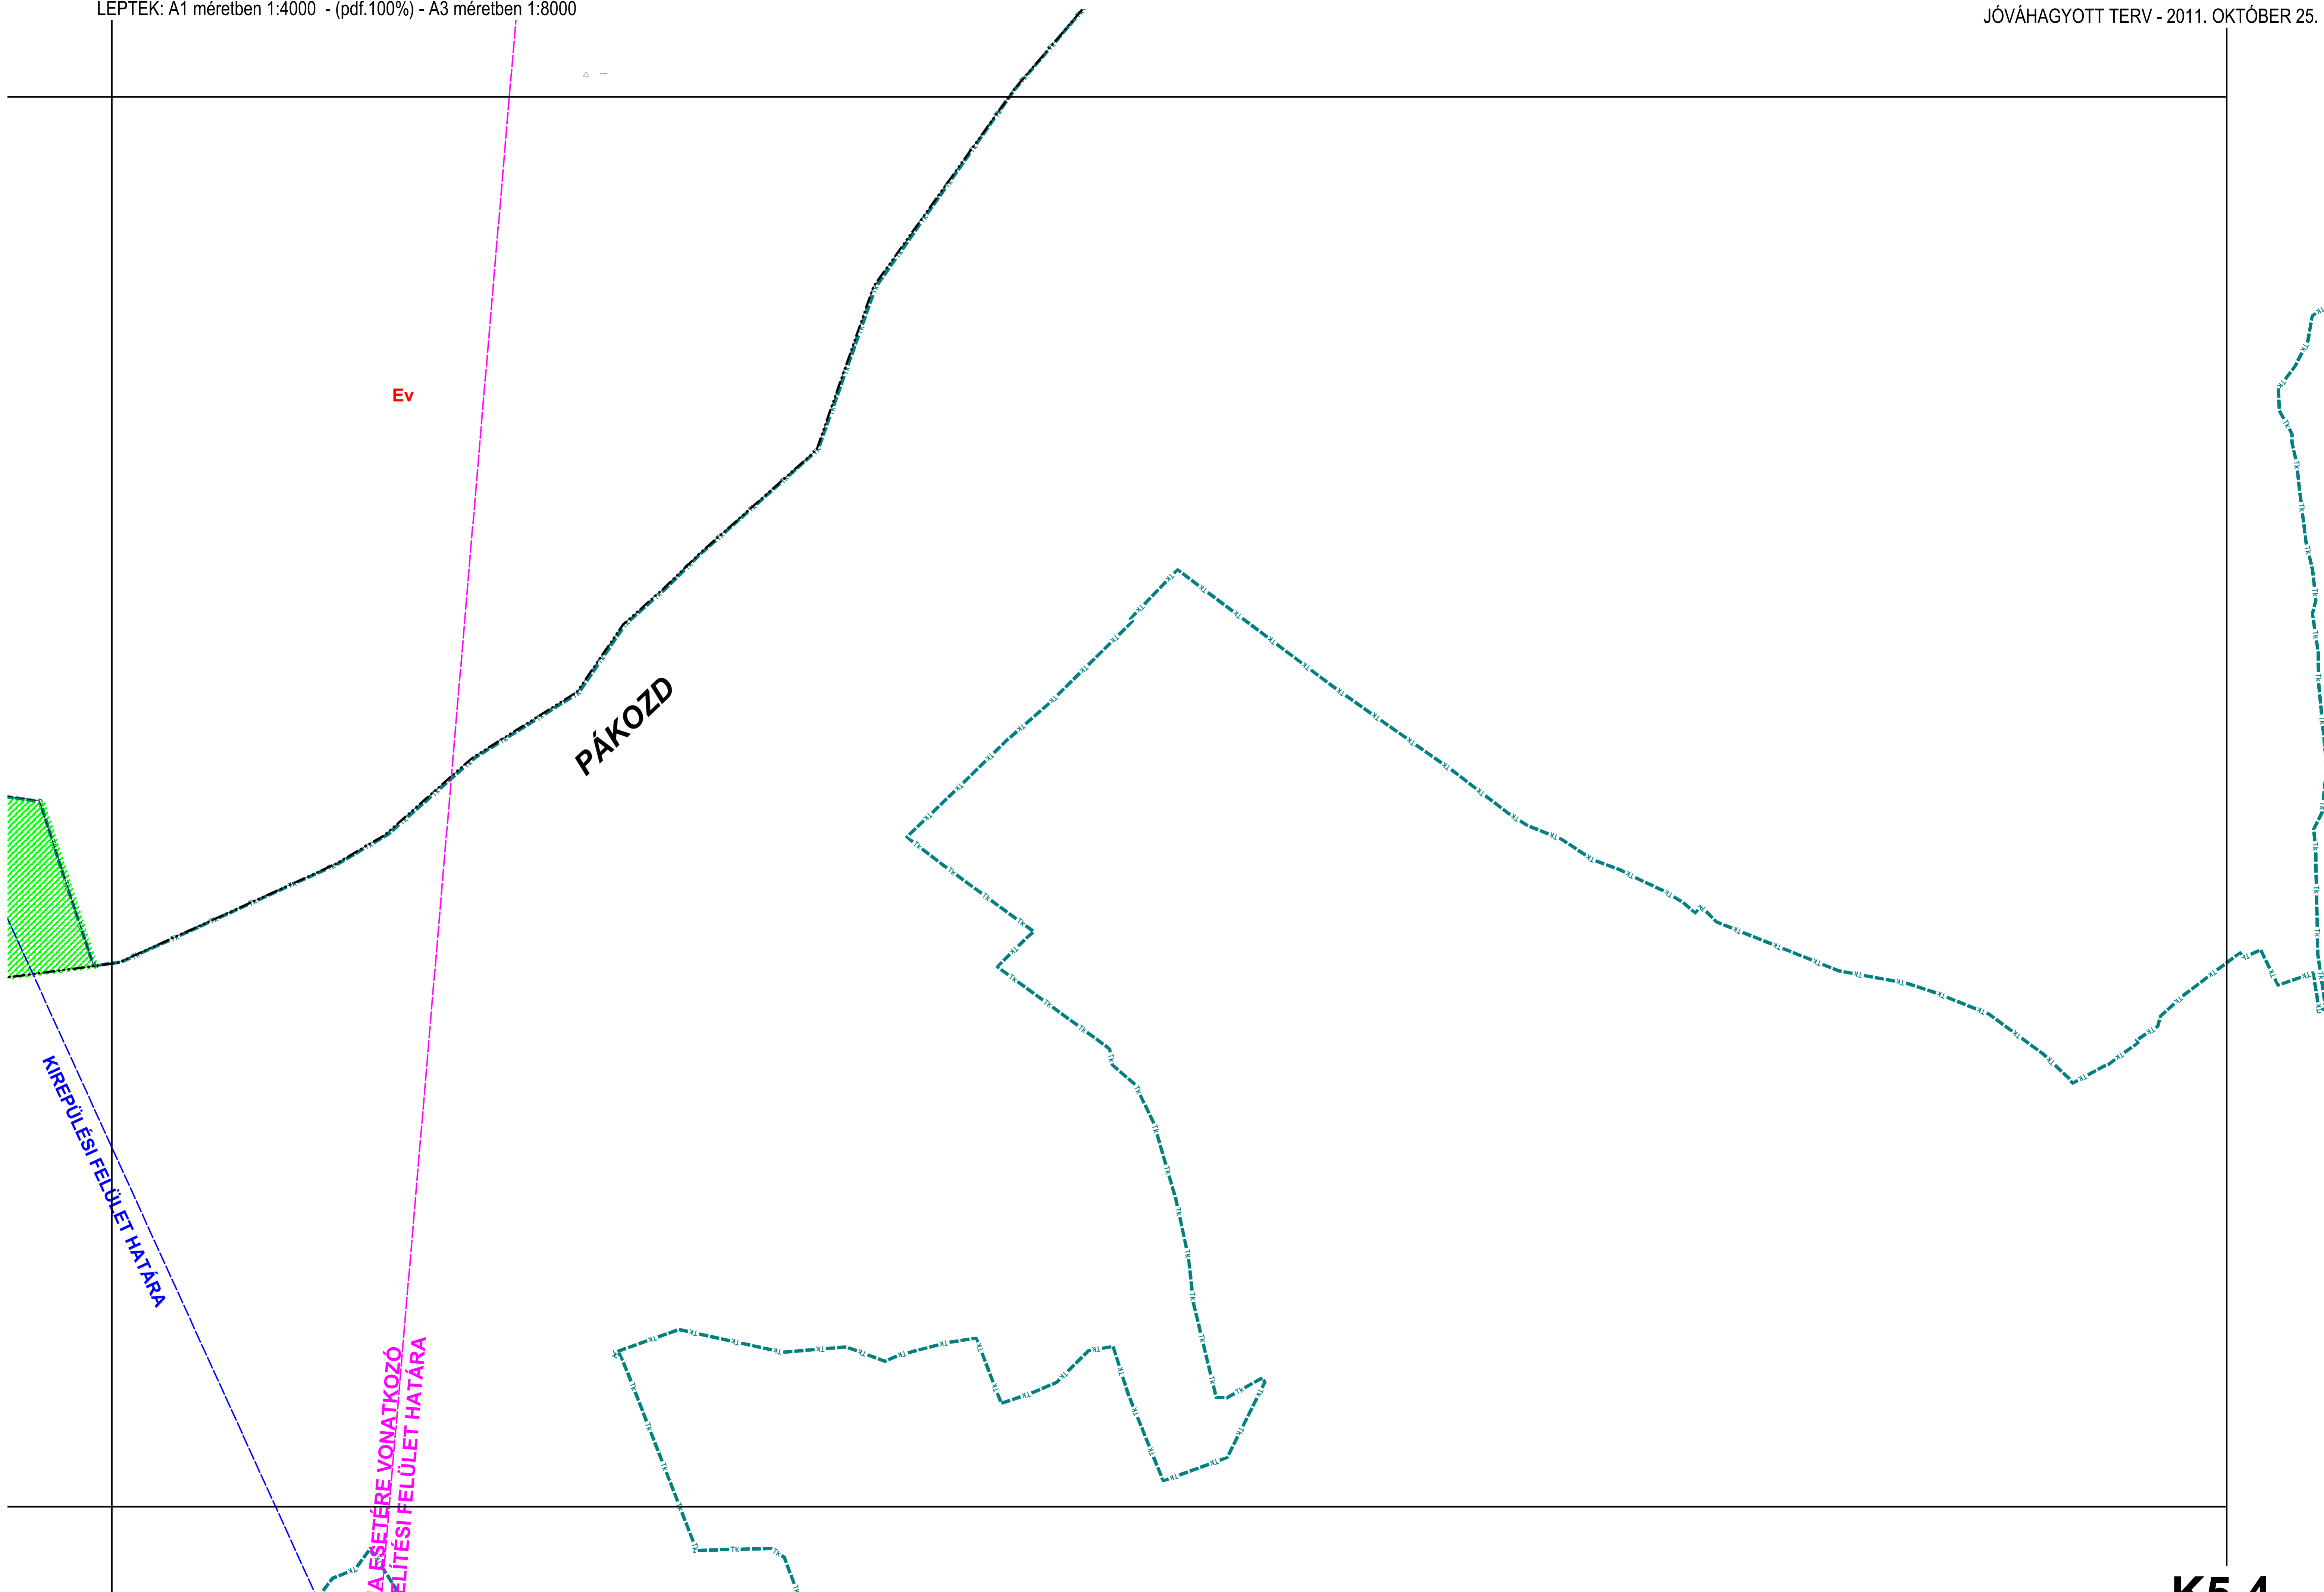 LÉPTÉK: A1 méretben 1:4000 - (pdf.100%) - A3 méretben 1:8000
JÓVÁHAGYOTT TERV - 2011. OKTÓBER 25.
Ev
PÁKOZD
KIREPÜLÉSI FELÜLET HATÁRA
ESETÉRE VONATKOZÓ
FELÜLET HATÁRA